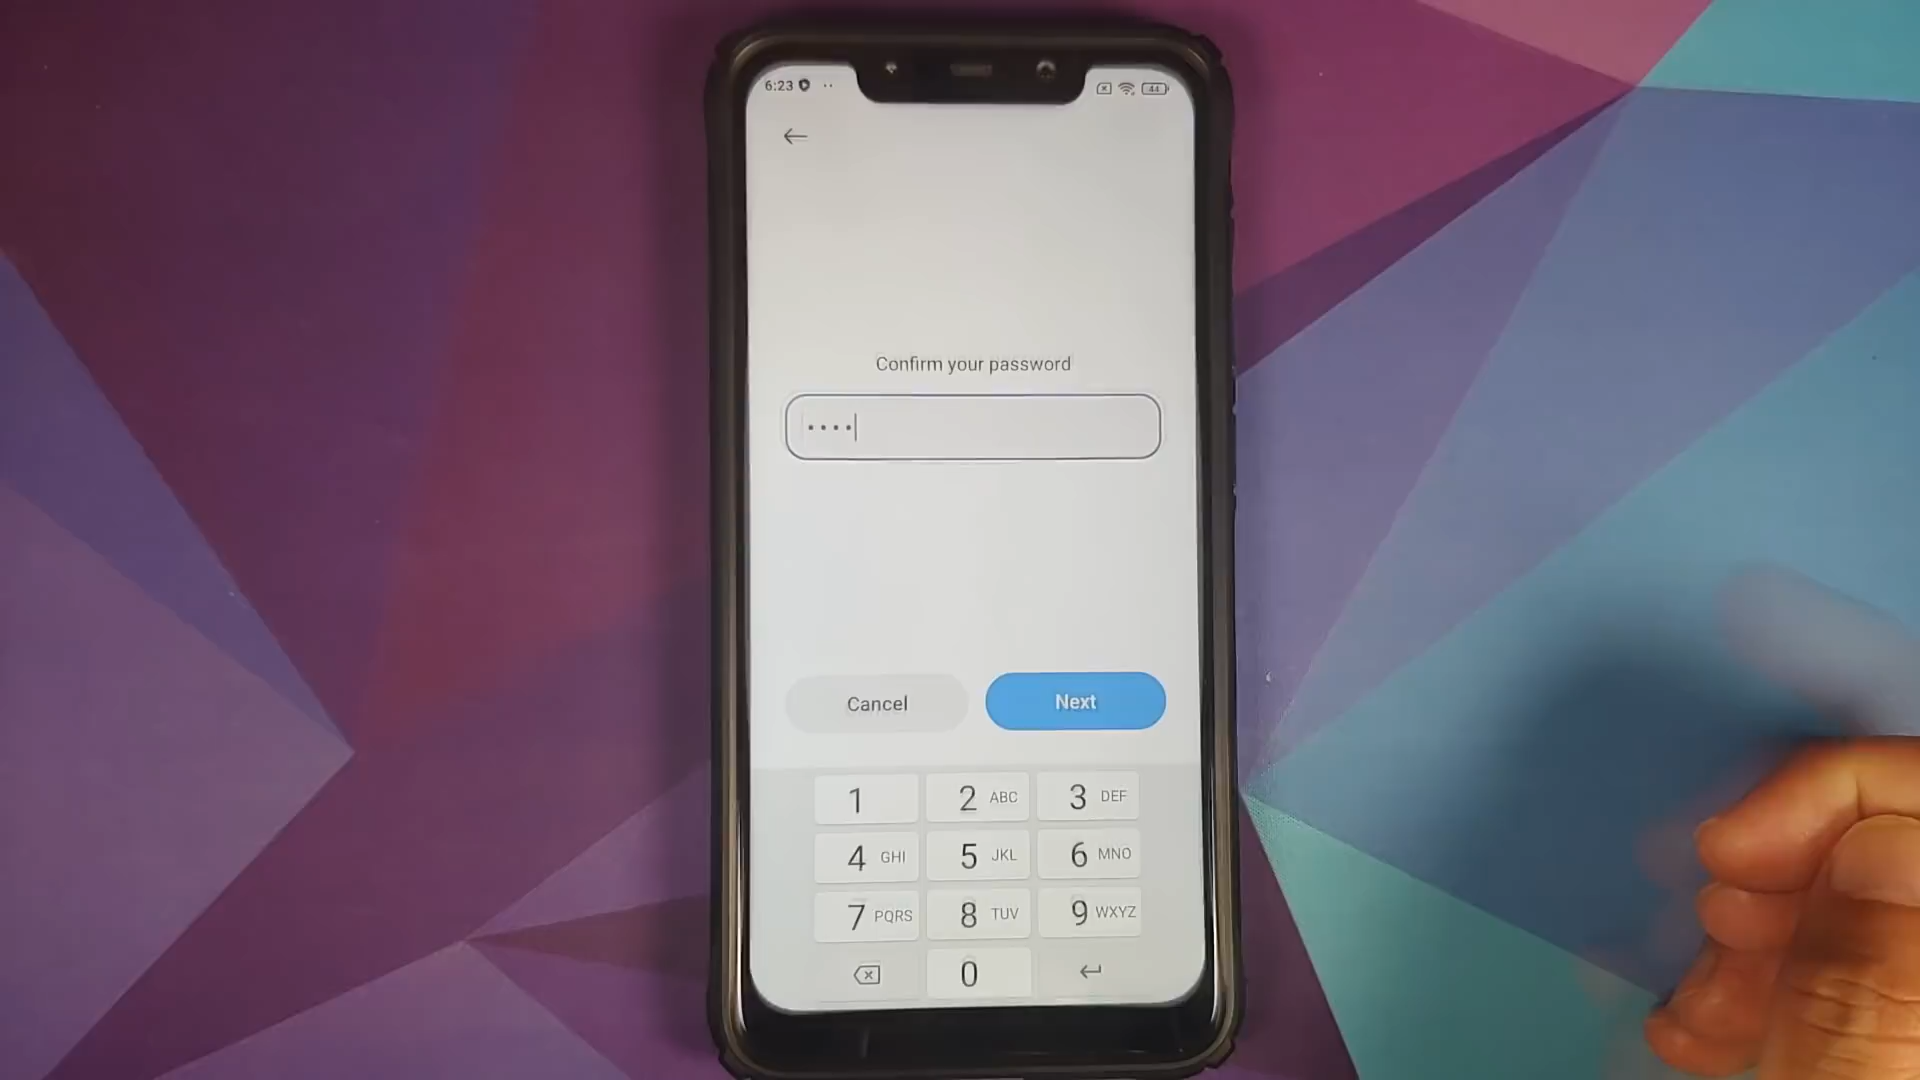 6:23
44
Confirm your password
••••
Cancel
Next
1
2 ABC
3 DEF
4 GHI
5 JKL
6 MNO
7 PQRS
8 TUV
9 WXYZ
0